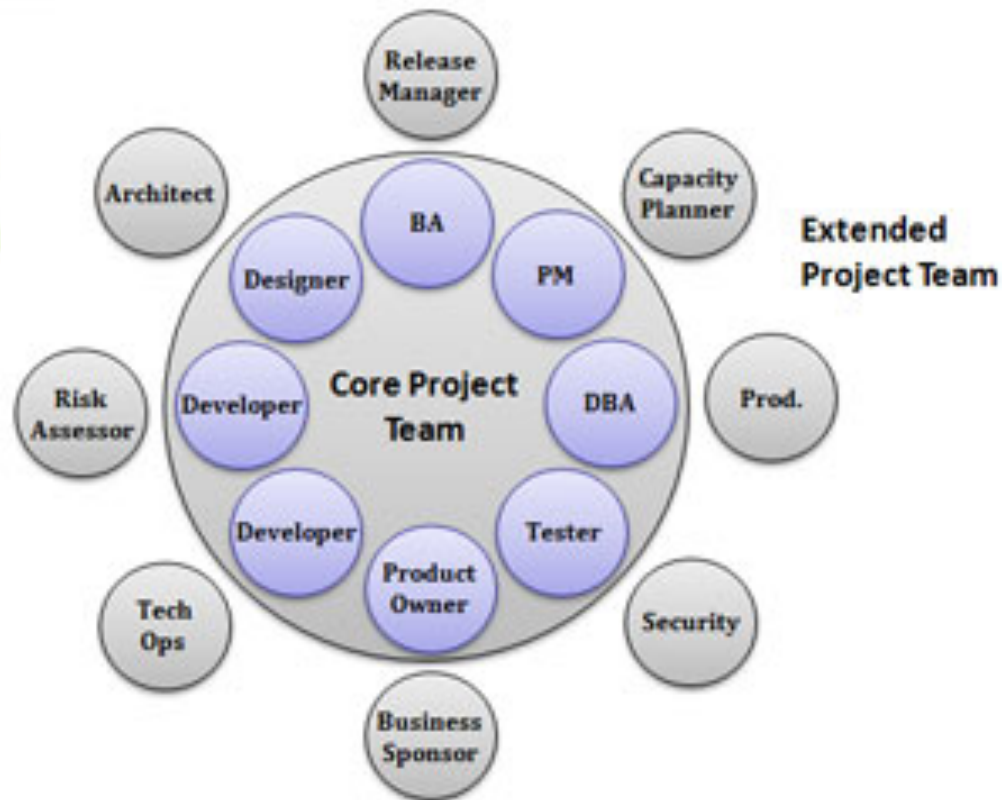 Release
Manager
Architect
Capacity
Planner
BA
Extended
Project Team
Designer
PM
Core Project
Team
Risk
Assessor
Developer
DBA
Prod.
Developer
Tester
Product
Owner
Tech
Ops
Security
Business
Sponsor